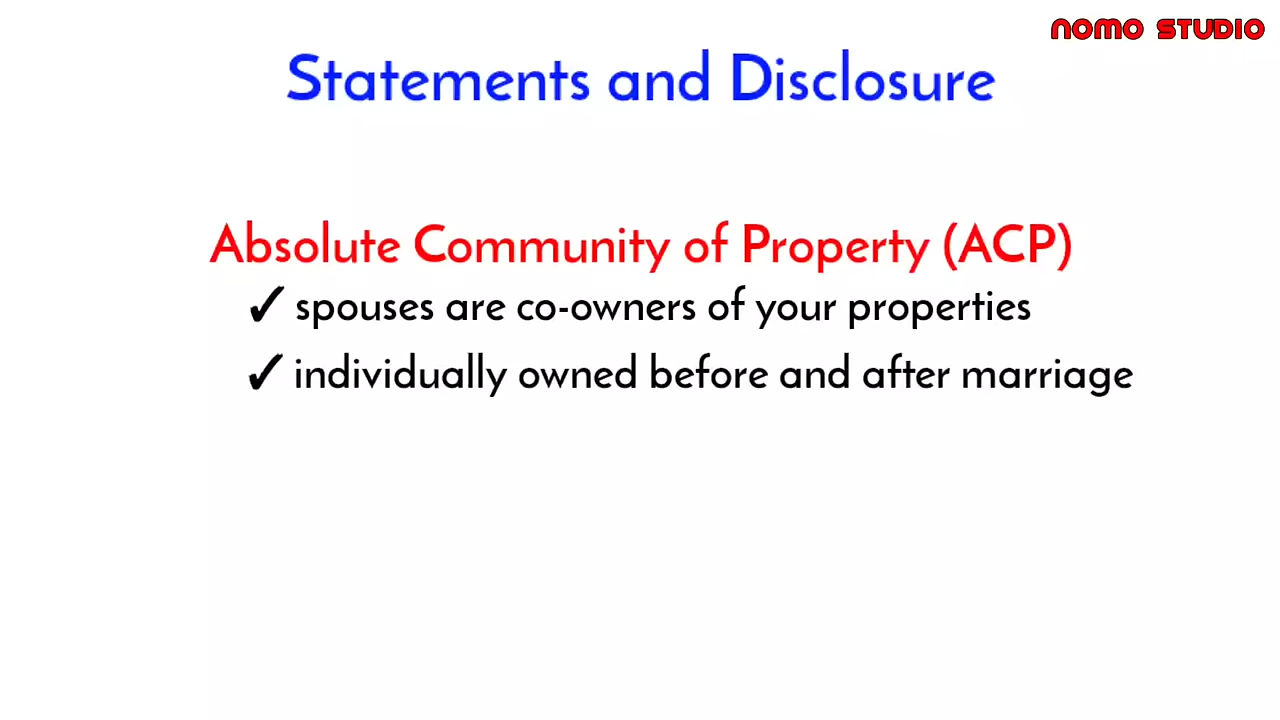 NOMO STUDIO
Statements and Disclosure
Absolute Community of Property (ACP)
✓ spouses are co-owners of your properties
✓ individually owned before and after marriage